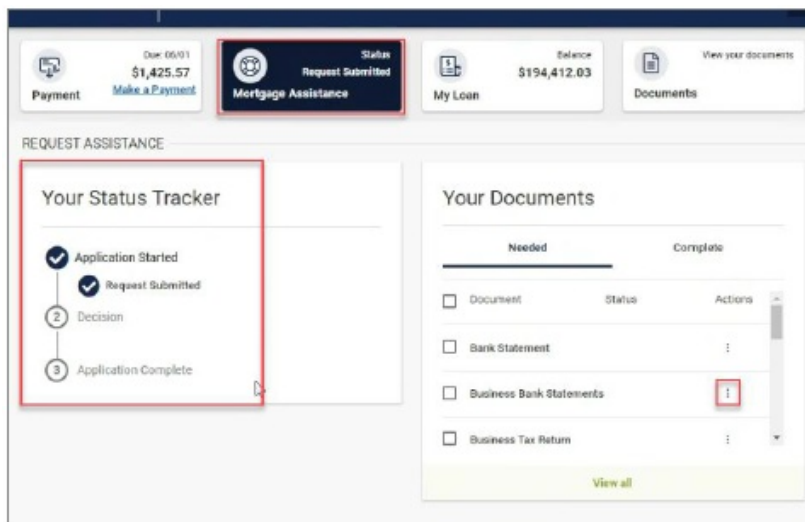 Due: 06/01
$1,425.57
Make a Payment
Payment
Status
Request Submitted
Mortgage Assistance
Balance
$194,412.03
My Loan
View your documents
Documents
REQUEST ASSISTANCE
Your Status Tracker
Application Started
Request Submitted
2 Decision
3 Application Complete
Your Documents
Needed Complete
Document Status Actions
Bank Statement
Business Bank Statements
Business Tax Return
View all